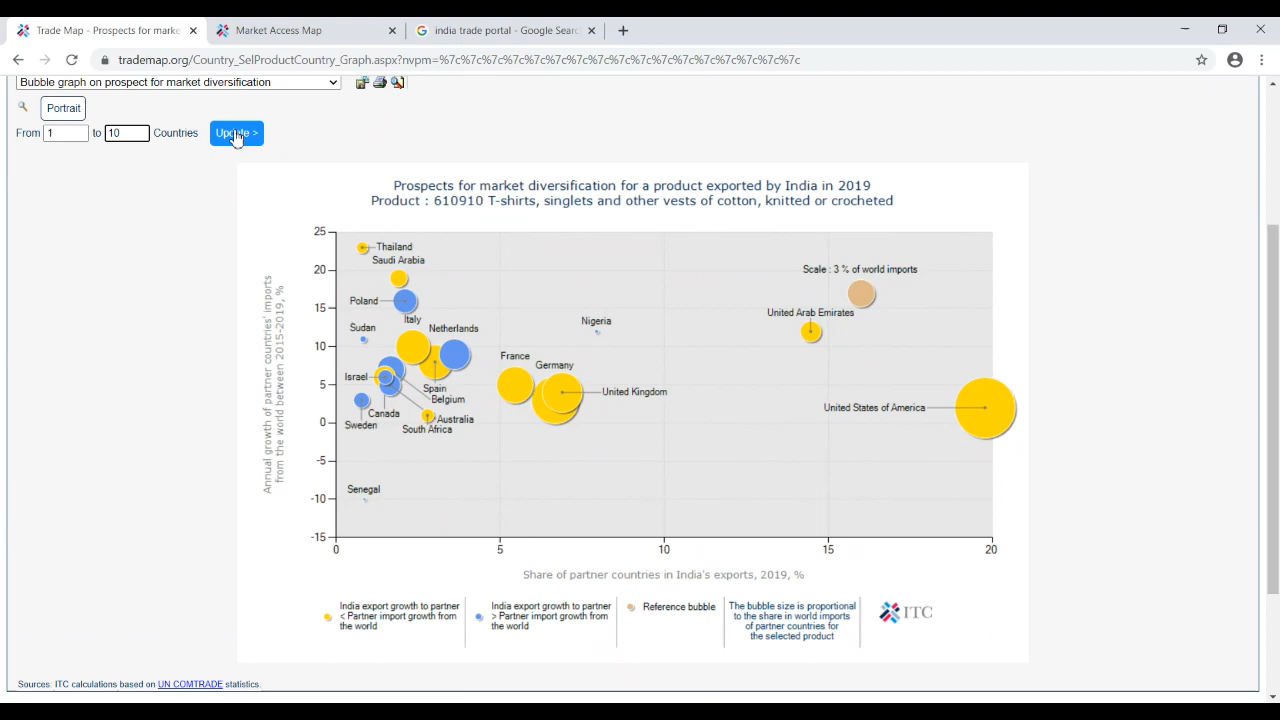 Trade Map - Prospects for marke
Market Access Map
india trade portal - Google Searc
trademap.org/Country_SelProductCountry_Graph.aspx?nvpm=%7c%7c%7c%7c%7c%7c%7c%7c%7c%7c%7c%7c%7c%7c%7c%7c%7c%7c
Bubble graph on prospect for market diversification
Portrait
From 1 to 10 Countries Update >
Prospects for market diversification for a product exported by India in 2019
Product : 610910 T-shirts, singlets and other vests of cotton, knitted or crocheted
Annual growth of partner countries' imports
from the world between 2015-2019, %
25
20
15
10
5
0
-5
-10
-15
Thailand
Saudi Arabia
Scale : 3 % of world imports
Poland
United Arab Emirates
Italy
Nigeria
Sudan
Netherlands
France
Germany
Israel
Spain
United Kingdom
Belgium
United States of America
Canada
Australia
Sweden
South Africa
Senegal
0 5 10 15 20
Share of partner countries in India's exports, 2019, %
India export growth to partner
< Partner import growth from
the world
India export growth to partner
> Partner import growth from
the world
Reference bubble
The bubble size is proportional
to the share in world imports
of partner countries for
the selected product
ITC
Sources: ITC calculations based on UN COMTRADE statistics.